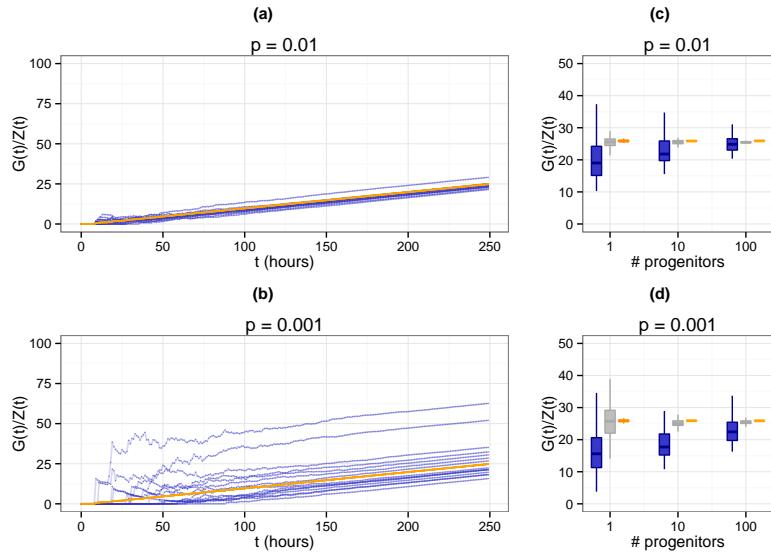 (a)
p = 0.01
G(t)/Z(t)
100
75
50
25
0
0 50 100 150 200 250
t (hours)
(c)
p = 0.01
G(t)/Z(t)
50
40
30
20
10
0
1 10 100
# progenitors
(b)
p = 0.001
G(t)/Z(t)
100
75
50
25
0
0 50 100 150 200 250
t (hours)
(d)
p = 0.001
G(t)/Z(t)
50
40
30
20
10
0
1 10 100
# progenitors